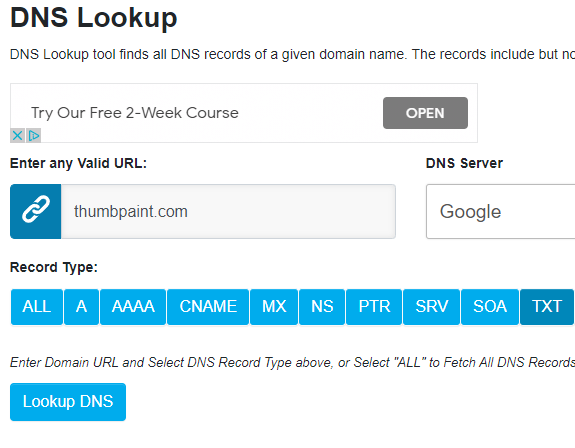 DNS Lookup
DNS Lookup tool finds all DNS records of a given domain name. The records include but no
Try Our Free 2-Week Course
OPEN
Enter any Valid URL:
DNS Server
thumbpaint.com
Google
Record Type:
ALL A AAAA CNAME MX NS PTR SRV SOA TXT
Enter Domain URL and Select DNS Record Type above, or Select "ALL" to Fetch All DNS Records
Lookup DNS